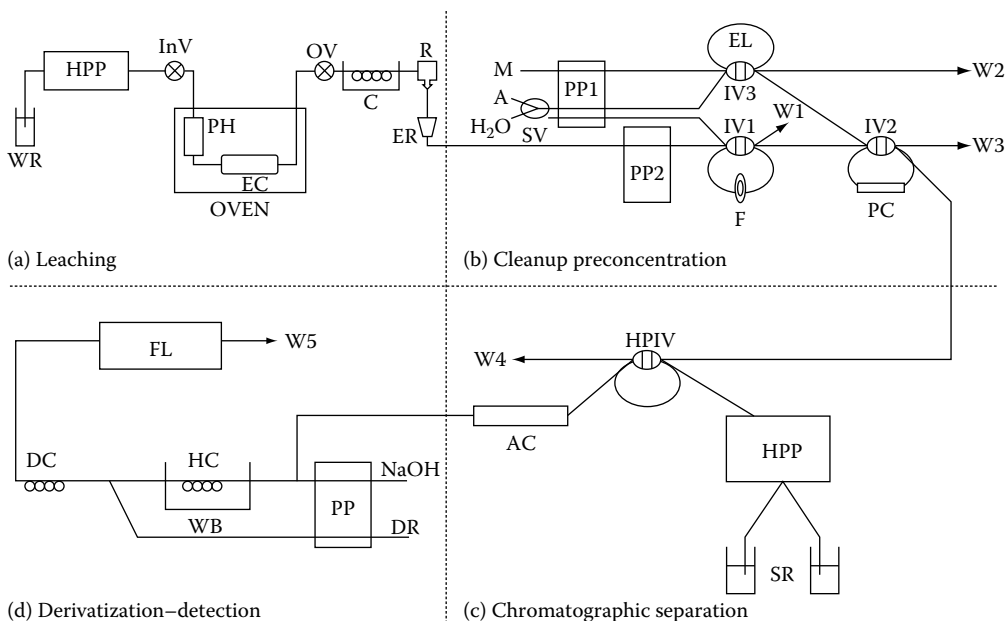 InV
OV
R
HPP
C
PH
ER
WR
EC
OVEN
(a) Leaching
EL
M
W2
PP1
A
IV3
W1
H₂O
SV
IV1
IV2
W3
PP2
PC
F
(b) Cleanup preconcentration
FL
W5
DC
HC
NaOH
PP
WB
DR
(d) Derivatization–detection
HPIV
W4
AC
HPP
SR
(c) Chromatographic separation